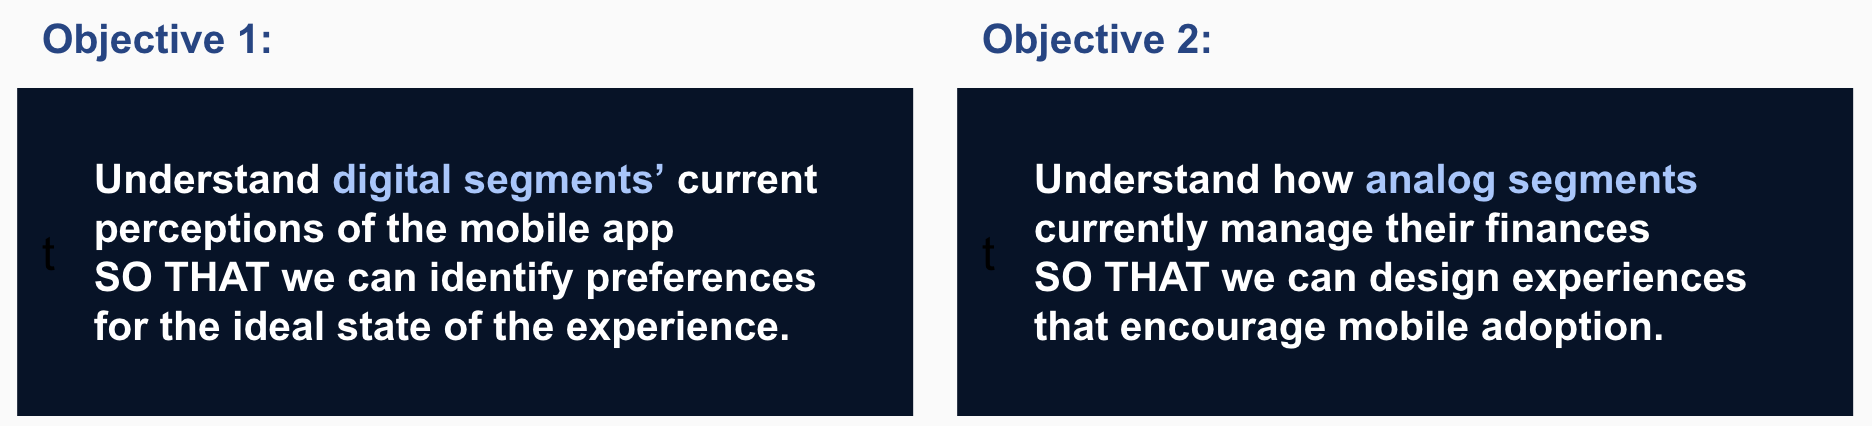 Objective 1:
Understand digital segments’ current
perceptions of the mobile app
t
SO THAT we can identify preferences
for the ideal state of the experience.
Objective 2:
Understand how analog segments
currently manage their finances
t
SO THAT we can design experiences
that encourage mobile adoption.